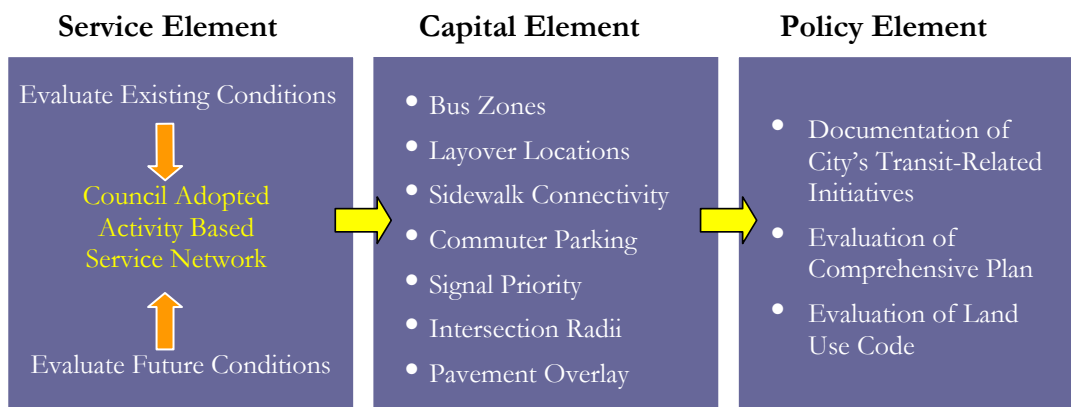 Service Element
Evaluate Existing Conditions
Council Adopted
Activity Based
Service Network
Evaluate Future Conditions
Capital Element
• Bus Zones
• Layover Locations
• Sidewalk Connectivity
• Commuter Parking
• Signal Priority
• Intersection Radii
• Pavement Overlay
Policy Element
• Documentation of
City's Transit-Related
Initiatives
• Evaluation of
Comprehensive Plan
• Evaluation of Land
Use Code